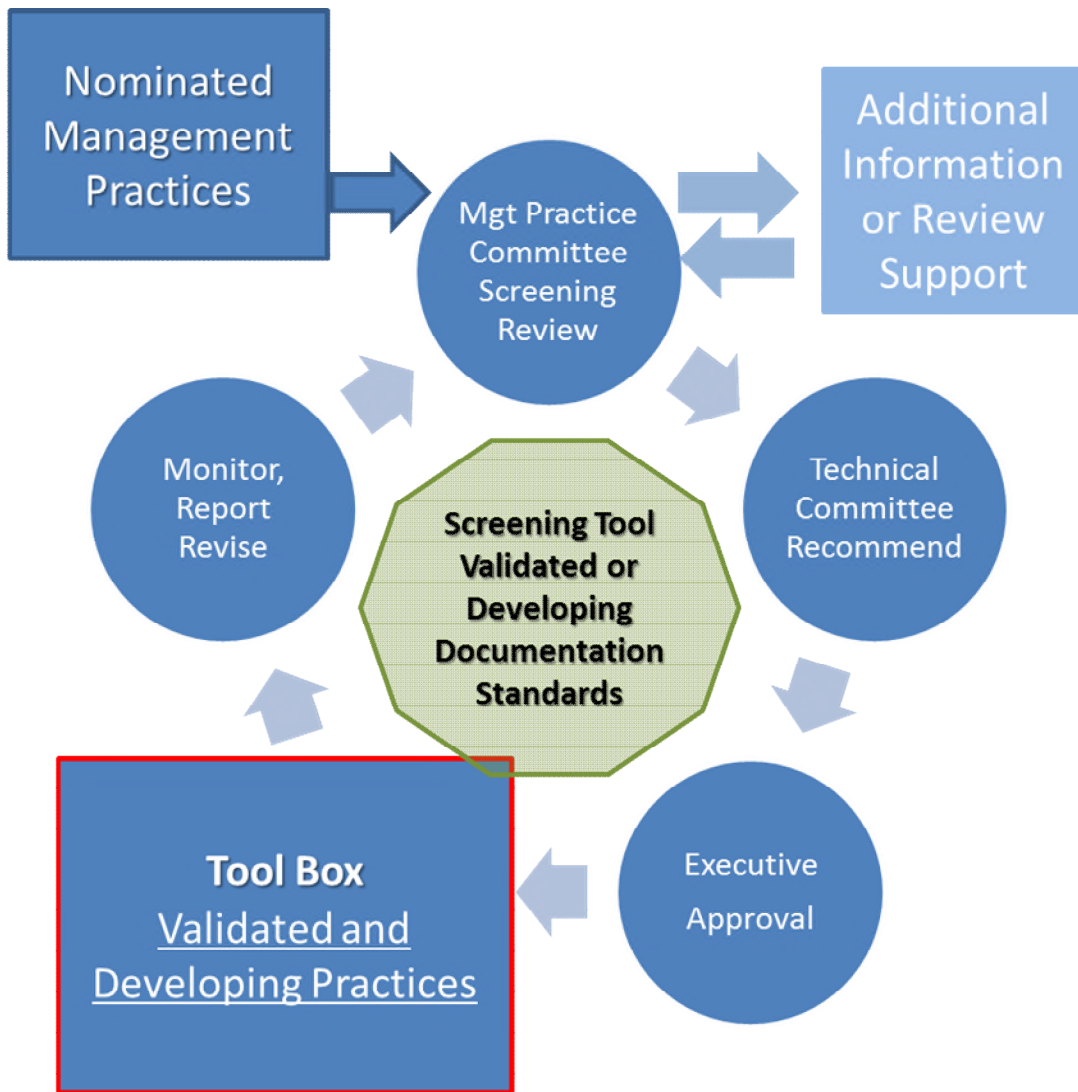 Nominated
Management
Practices
Additional
Information
or Review
Support
Mgt Practice
Committee
Screening
Review
Technical
Committee
Recommend
Executive
Approval
Tool Box
Validated and
Developing Practices
Monitor,
Report
Revise
Screening Tool
Validated or
Developing
Documentation
Standards